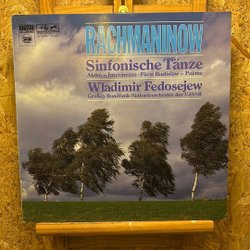 RACHMANINOW
Sinfonische Tänze
Aleko – Intermezzo · Fürst Rostislaw – Poème
Wladimir Fedosejew
Großes Rundfunk-Sinfonieorchester der UdSSR